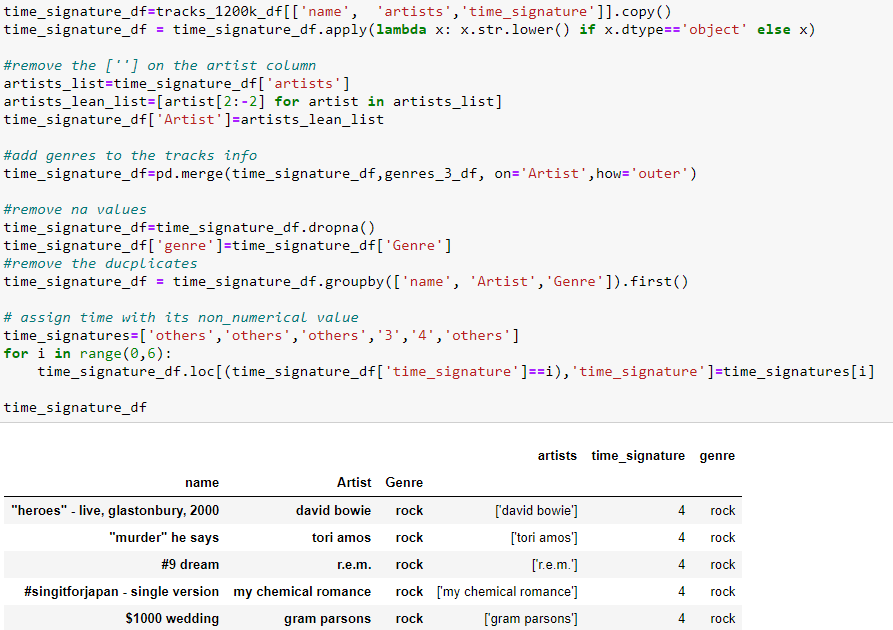 time_signature_df=tracks_1200k_df[['name',  'artists','time_signature']].copy()
time_signature_df = time_signature_df.apply(lambda x: x.str.lower() if x.dtype=='object' else x)
#remove the [''] on the artist column
artists_list=time_signature_df['artists']
artists_lean_list=[artist[2:-2] for artist in artists_list]
time_signature_df['Artist']=artists_lean_list
#add genres to the tracks info
time_signature_df=pd.merge(time_signature_df,genres_3_df, on='Artist',how='outer')
#remove na values
time_signature_df=time_signature_df.dropna()
time_signature_df['genre']=time_signature_df['Genre']
#remove the ducplicates
time_signature_df = time_signature_df.groupby(['name', 'Artist','Genre']).first()
# assign time with its non_numerical value
time_signatures=['others','others','others','3','4','others']
for i in range(0,6):
    time_signature_df.loc[(time_signature_df['time_signature']==i),'time_signature']=time_signatures[i]
time_signature_df
artists time_signature genre
name Artist Genre
"heroes" - live, glastonbury, 2000 david bowie rock ['david bowie'] 4 rock
"murder" he says tori amos rock ['tori amos'] 4 rock
#9 dream r.e.m. rock ['r.e.m.'] 4 rock
#singitforjapan - single version my chemical romance rock ['my chemical romance'] 4 rock
$1000 wedding gram parsons rock ['gram parsons'] 4 rock